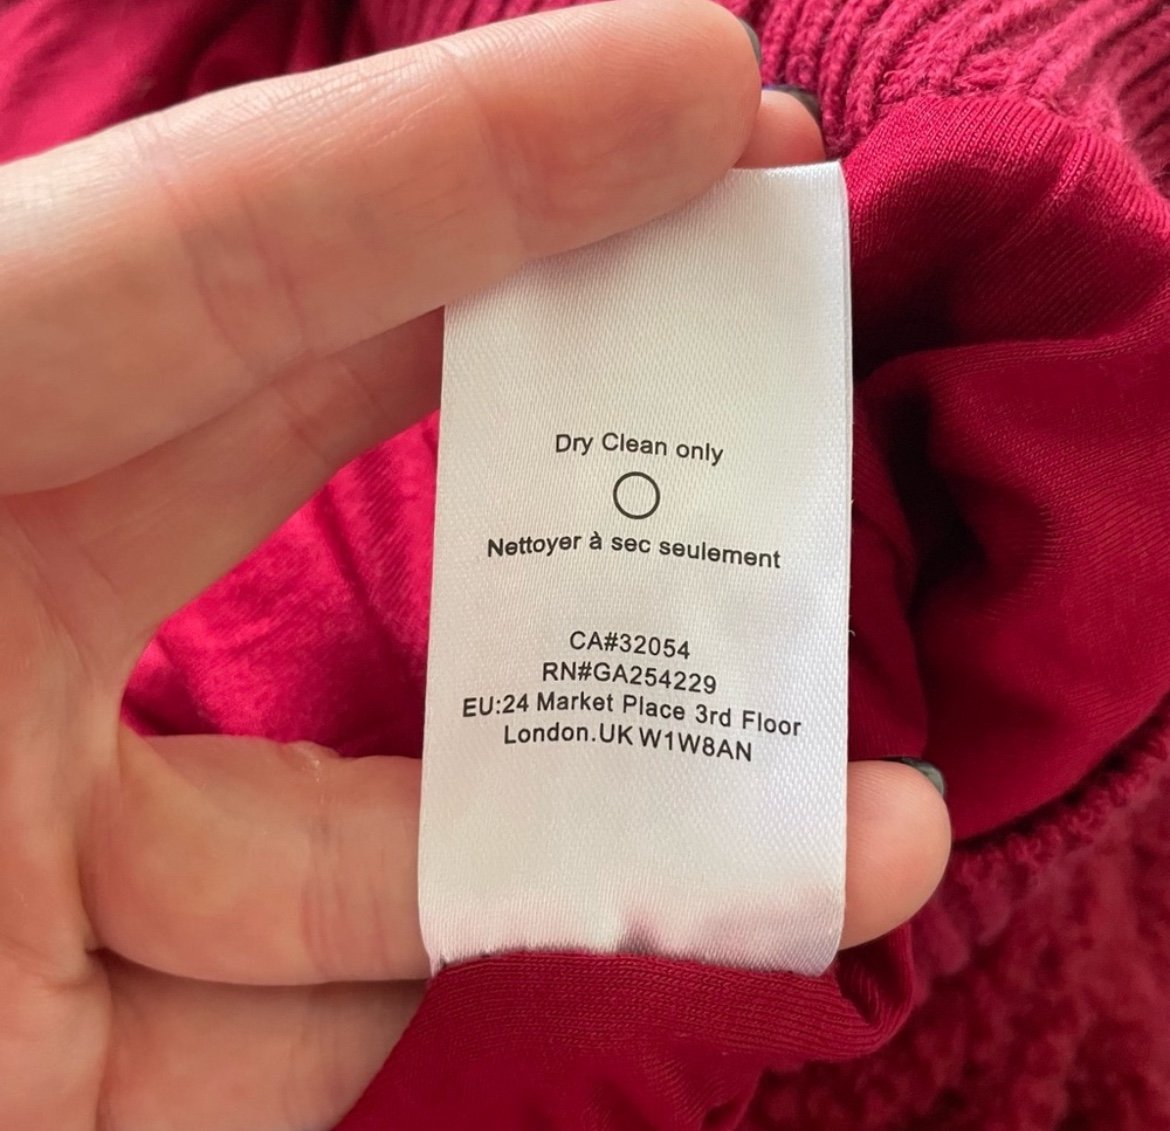 Dry Clean only
Nettoyer à sec seulement
CA#32054
RN#GA254229
EU:24 Market Place 3rd Floor
London.UK W1W8AN